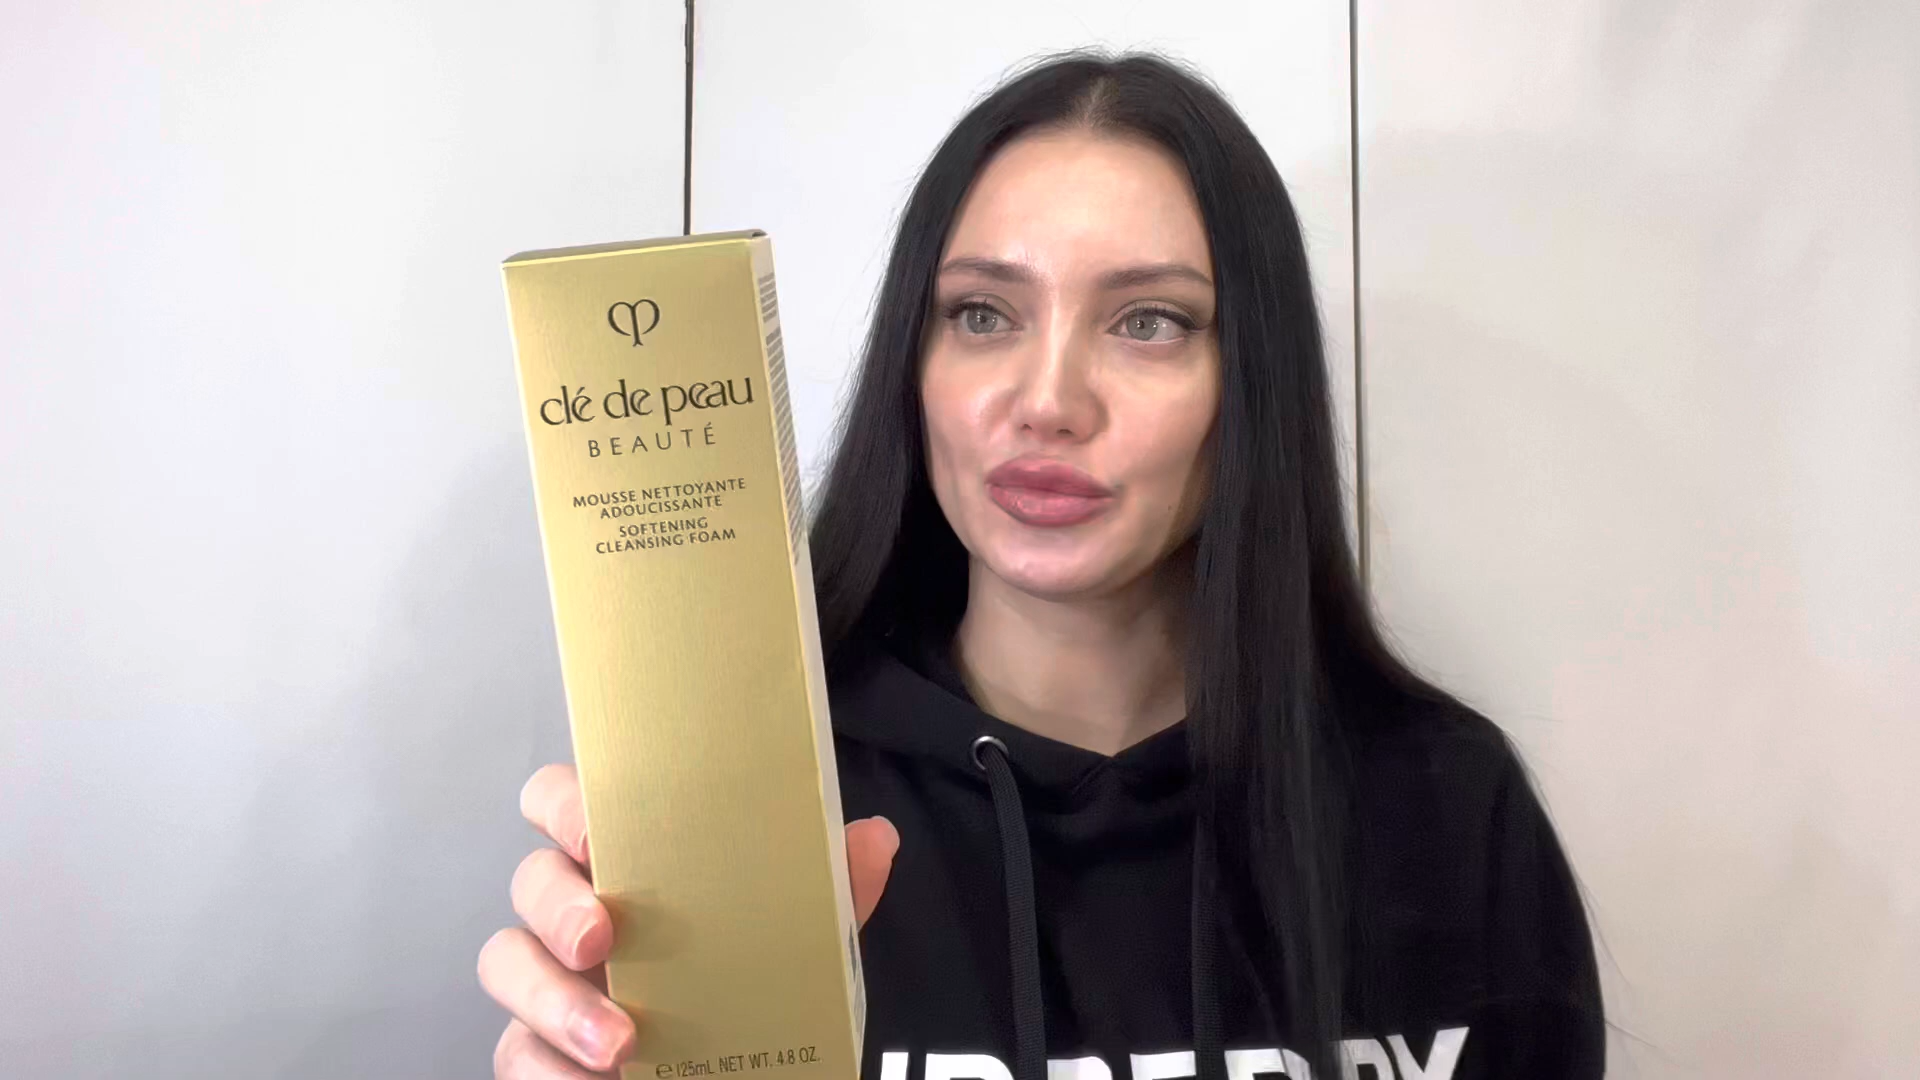 clé de peau
BEAUTÉ
MOUSSE NETTOYANTE
ADOUCISSANTE
SOFTENING
CLEANSING FOAM
℮ 125mL NET WT. 4.8 OZ.